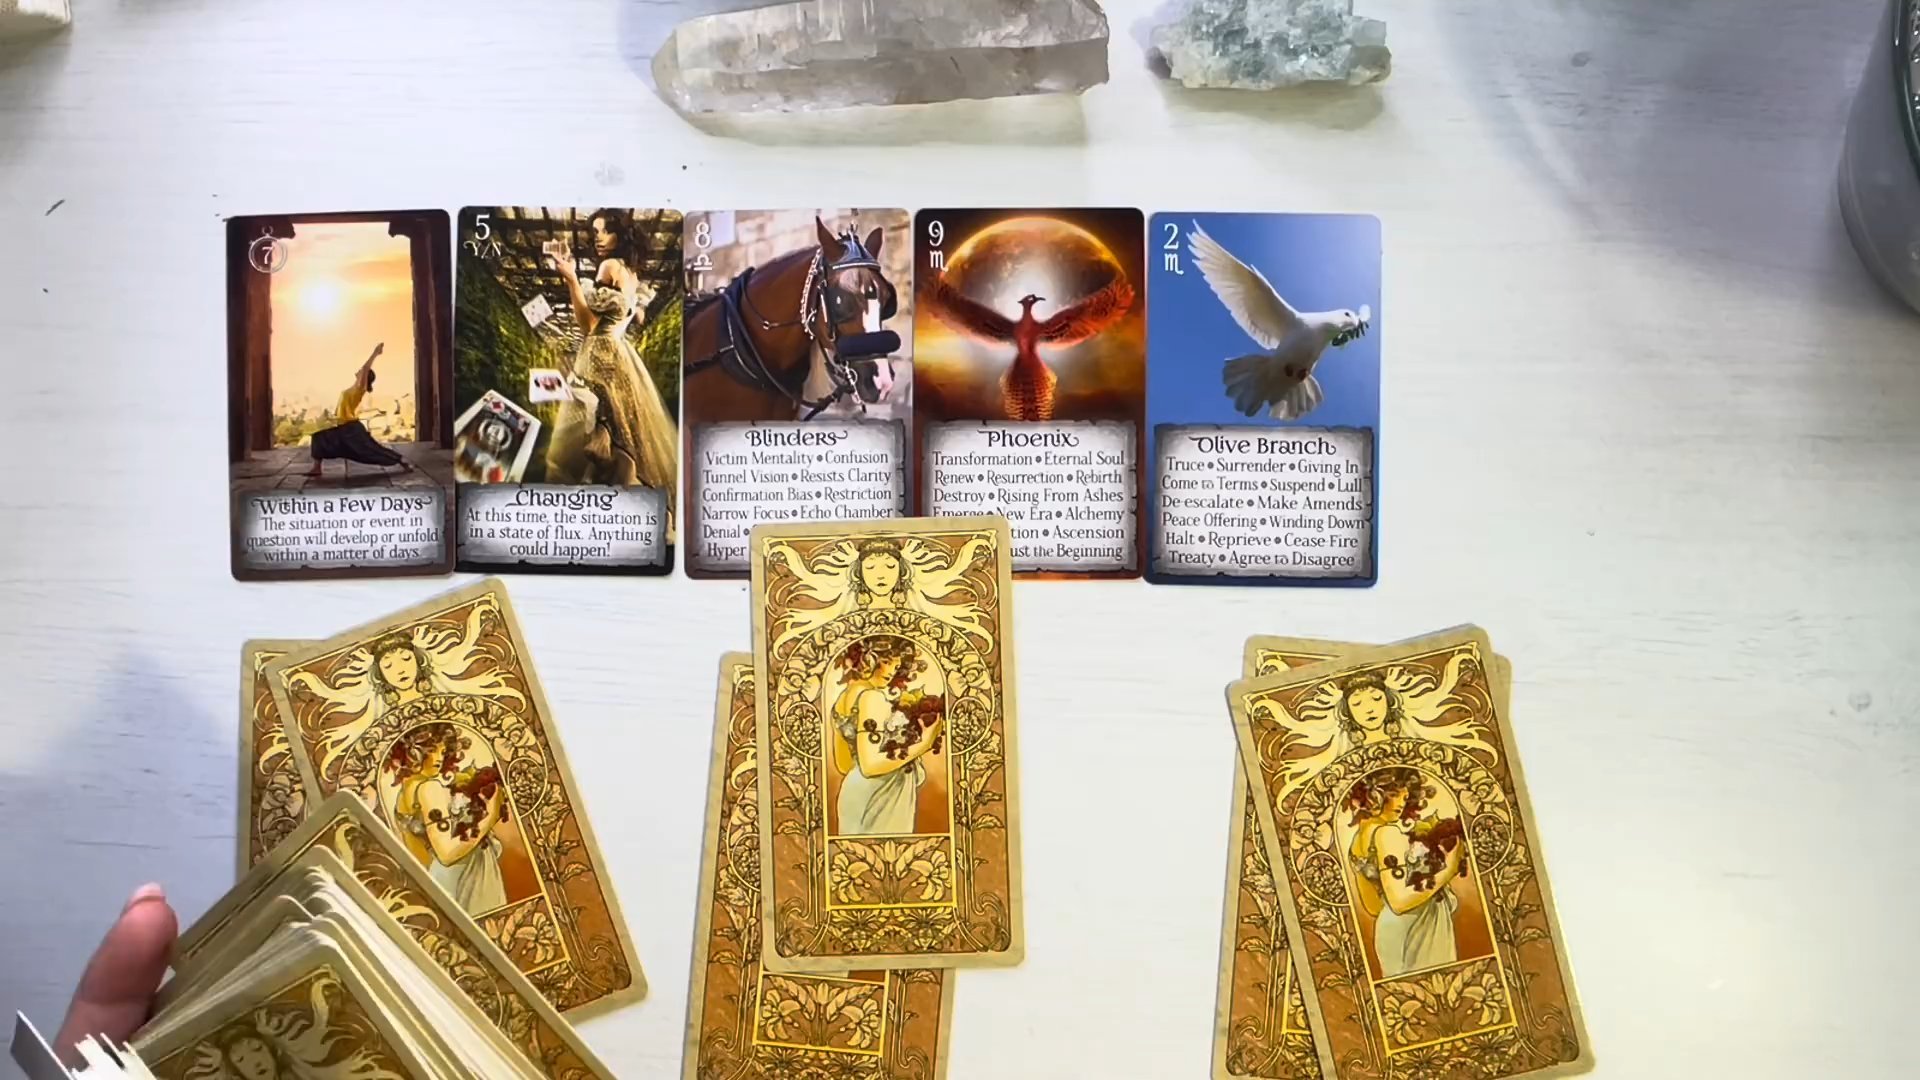 7
Within a Few Days
The situation or event in
question will develop or unfold
within a matter of days.
5
Y/N
Changing
At this time, the situation is
in a state of flux. Anything
could happen!
8
♎
Blinders
Victim Mentality • Confusion
Tunnel Vision • Resists Clarity
Confirmation Bias • Restriction
Narrow Focus • Echo Chamber
Denial •
Hyper
9
♏
Phoenix
Transformation • Eternal Soul
Renew • Resurrection • Rebirth
Destroy • Rising From Ashes
Emerge • New Era • Alchemy
tion • Ascension
ust the Beginning
2
♏
Olive Branch
Truce • Surrender • Giving In
Come to Terms • Suspend • Lull
De-escalate • Make Amends
Peace Offering • Winding Down
Halt • Reprieve • Cease-Fire
Treaty • Agree to Disagree